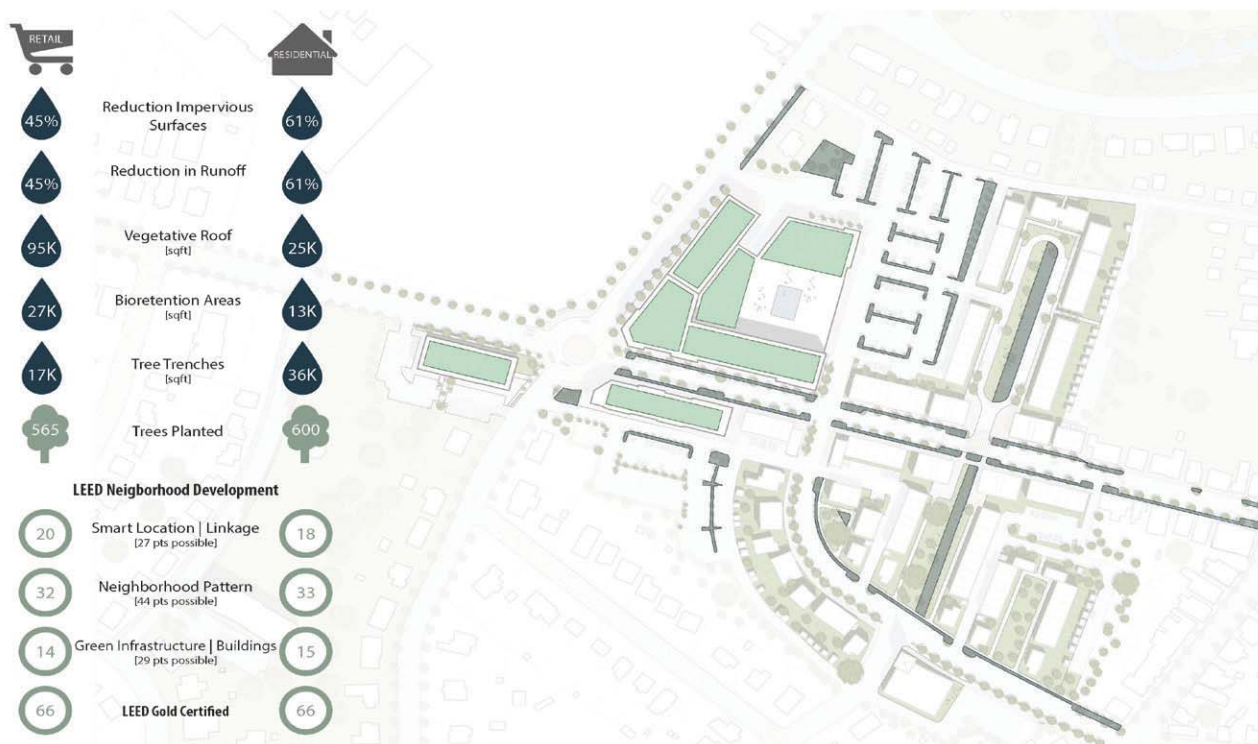 RETAIL
RESIDENTIAL
45%
Reduction Impervious
Surfaces
61%
45%
Reduction in Runoff
61%
95K
Vegetative Roof
[sqft]
25K
27K
Bioretention Areas
[sqft]
13K
17K
Tree Trenches
[sqft]
36K
565
Trees Planted
600
LEED Neigborhood Development
20
Smart Location | Linkage
[27 pts possible]
18
32
Neighborhood Pattern
[44 pts possible]
33
14
Green Infrastructure | Buildings
[29 pts possible]
15
66
LEED Gold Certified
66